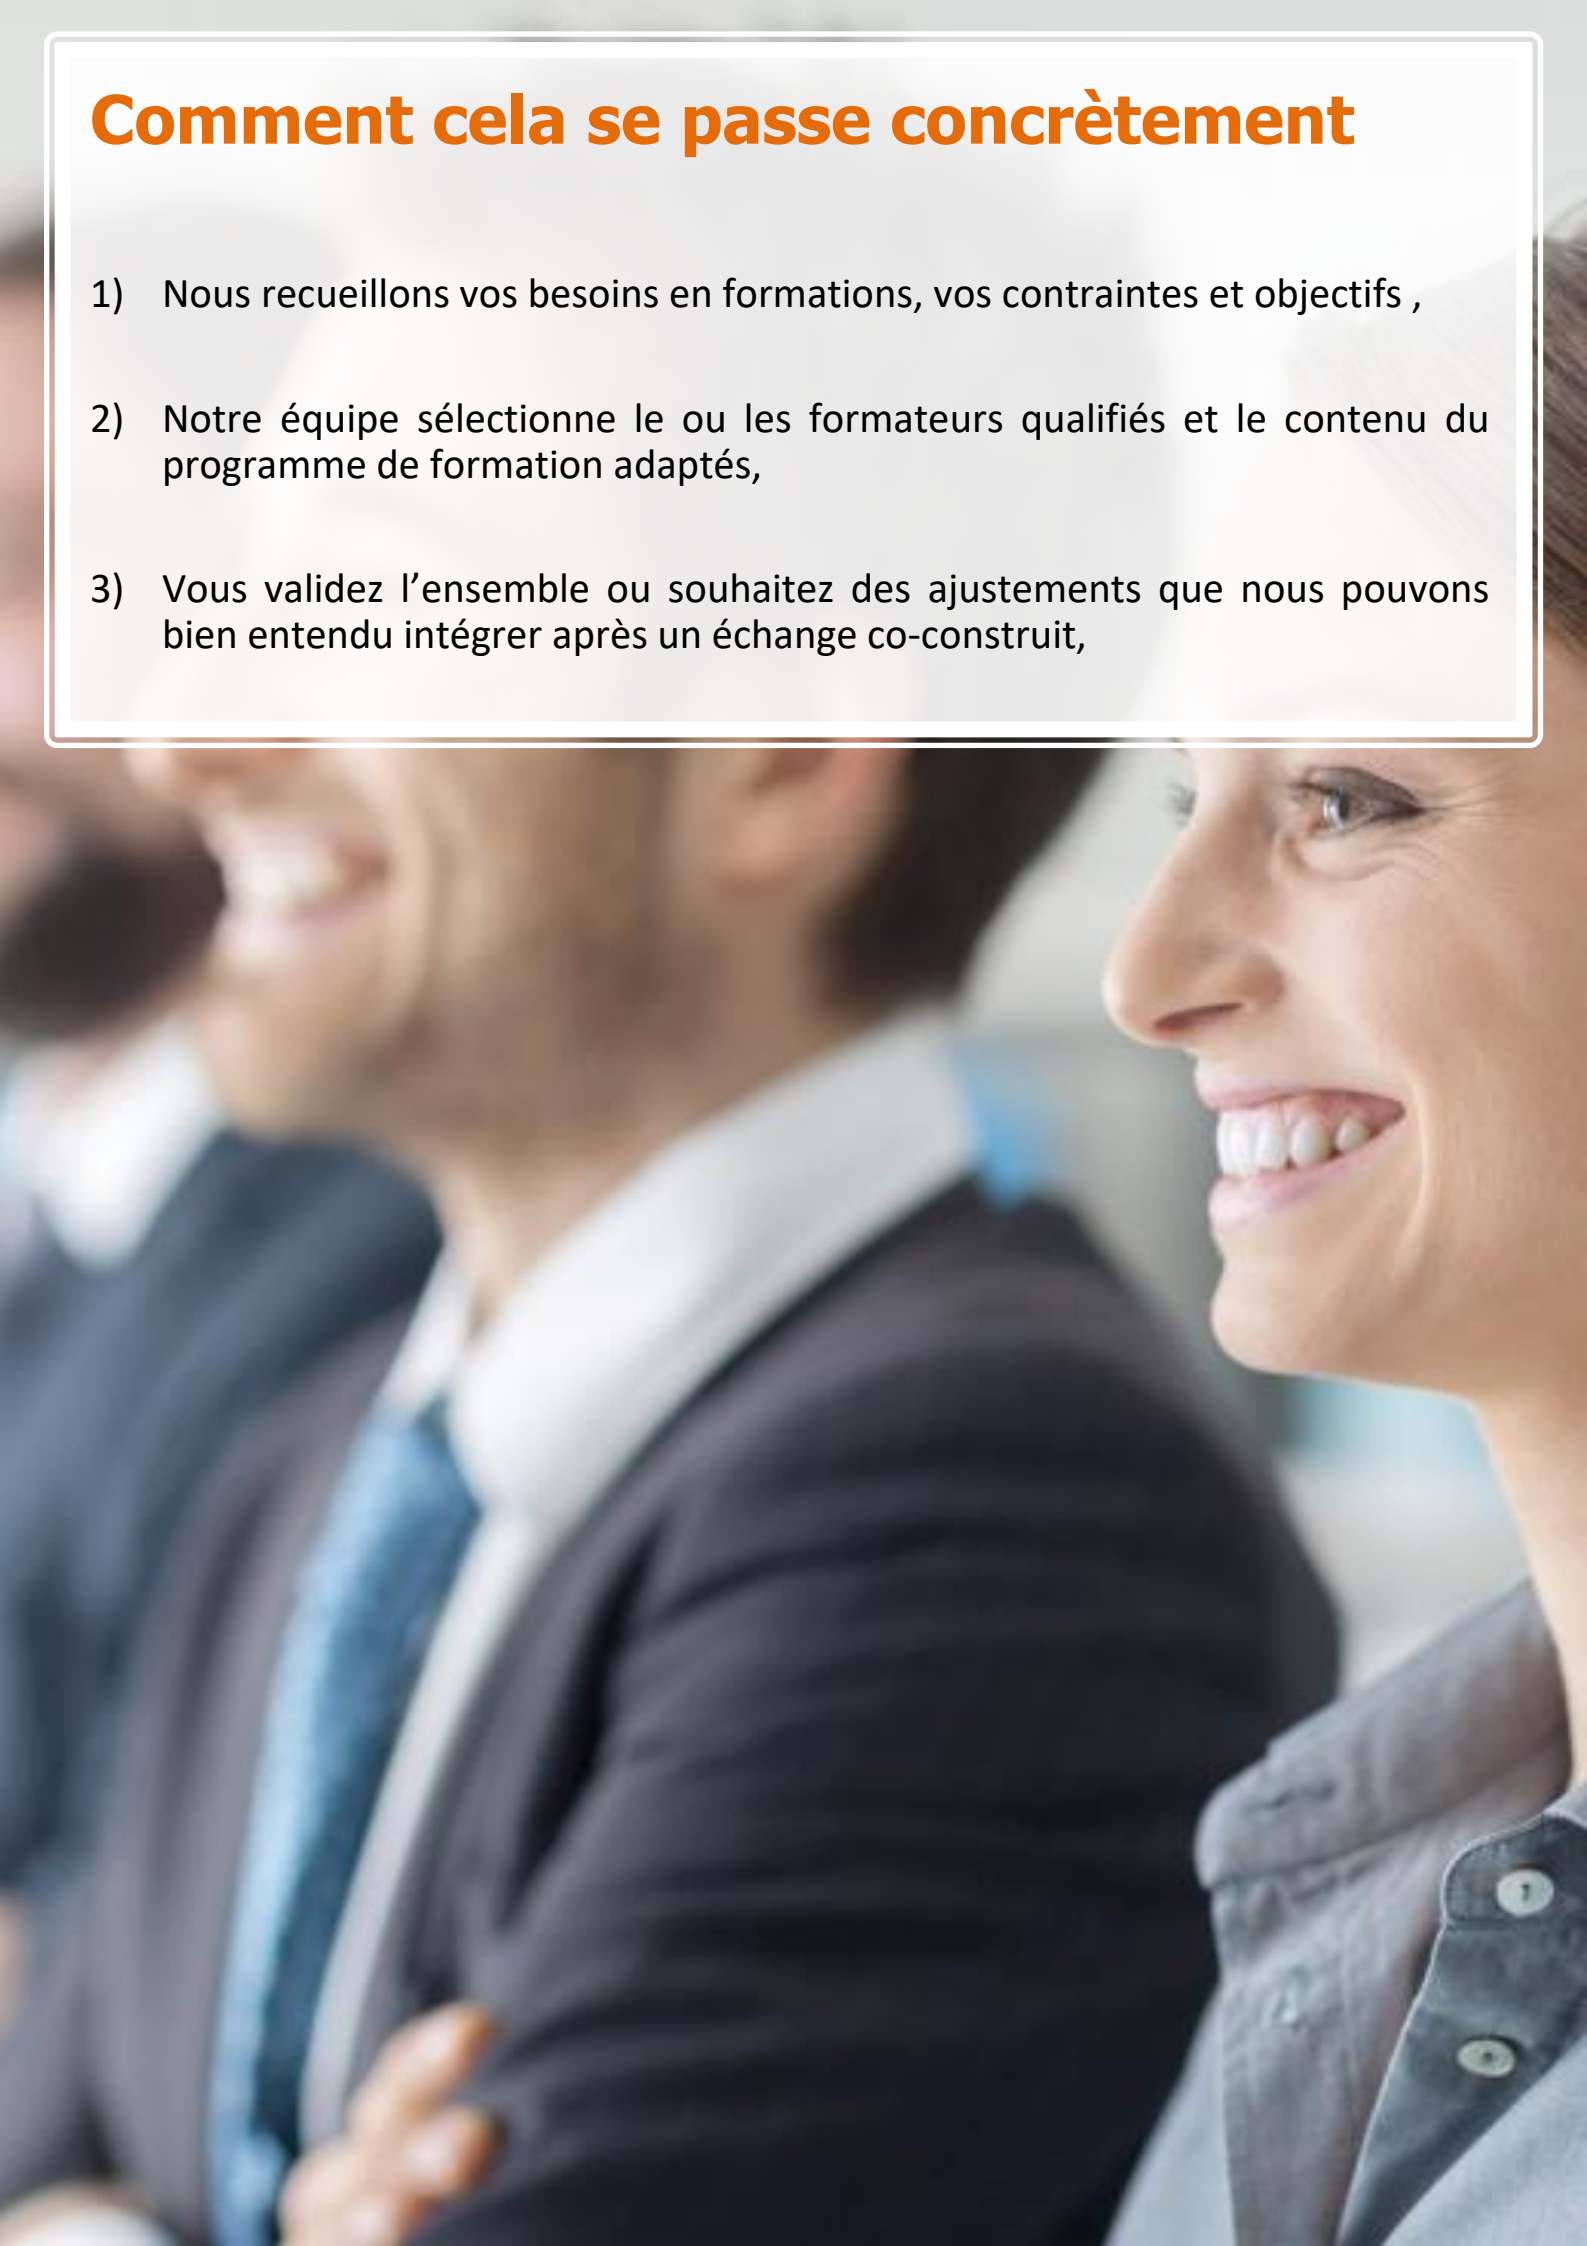 Comment cela se passe concrètement
1) Nous recueillons vos besoins en formations, vos contraintes et objectifs ,
2) Notre équipe sélectionne le ou les formateurs qualifiés et le contenu du
programme de formation adaptés,
3) Vous validez l’ensemble ou souhaitez des ajustements que nous pouvons
bien entendu intégrer après un échange co-construit,